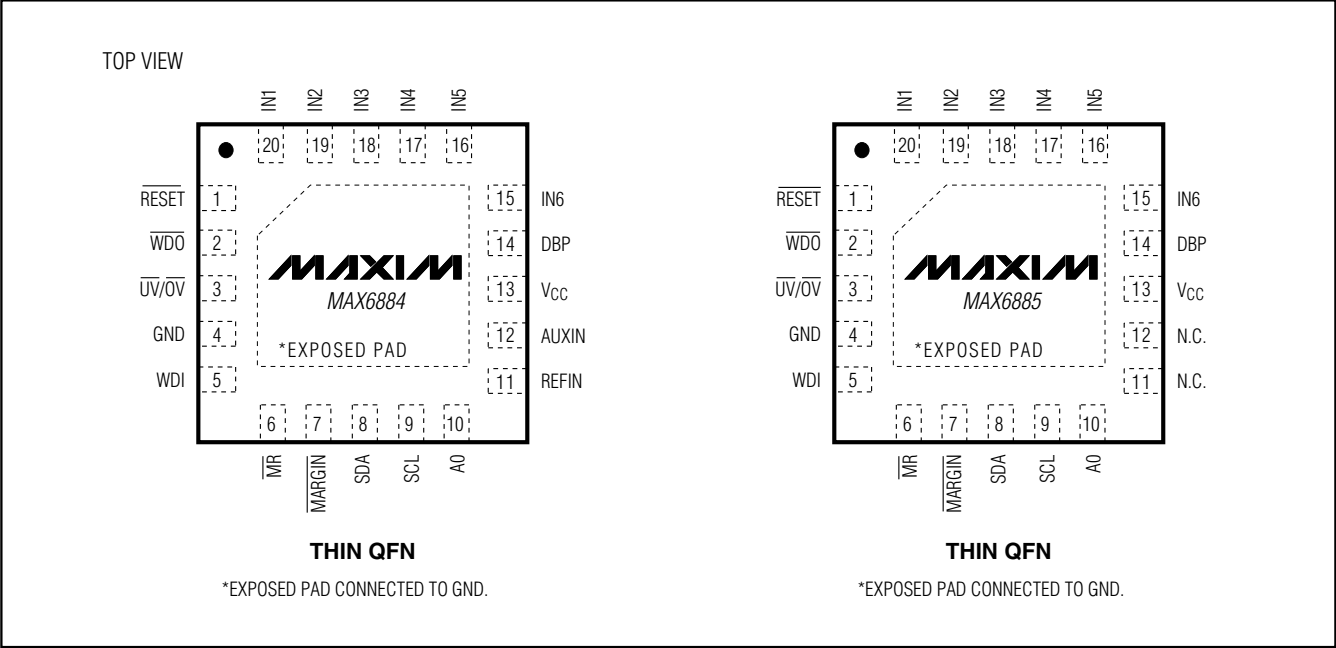 TOP VIEW
IN1 IN2 IN3 IN4 IN5
20 19 18 17 16
RESET 1
WDO 2
UV/OV 3
GND 4
WDI 5
15 IN6
14 DBP
13 VCC
12 AUXIN
11 REFIN
MAXIM
MAX6884
*EXPOSED PAD
6 7 8 9 10
MR MARGIN SDA SCL A0
THIN QFN
*EXPOSED PAD CONNECTED TO GND.
IN1 IN2 IN3 IN4 IN5
20 19 18 17 16
RESET 1
WDO 2
UV/OV 3
GND 4
WDI 5
15 IN6
14 DBP
13 VCC
12 N.C.
11 N.C.
MAXIM
MAX6885
*EXPOSED PAD
6 7 8 9 10
MR MARGIN SDA SCL A0
THIN QFN
*EXPOSED PAD CONNECTED TO GND.